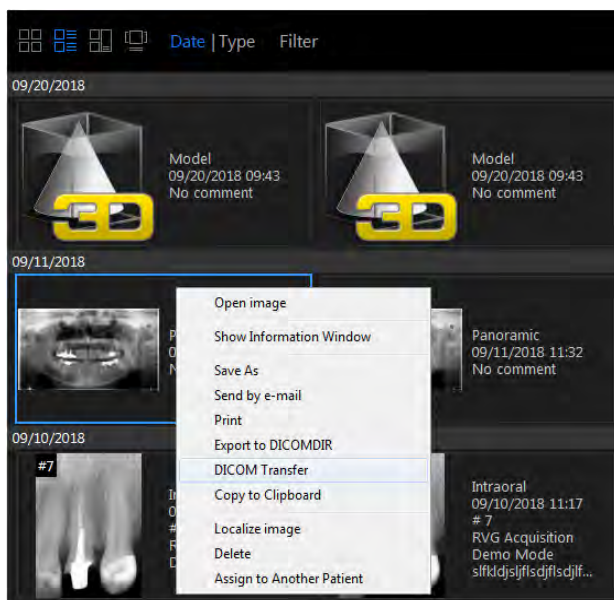 Date | Type Filter
09/20/2018
Model
09/20/2018 09:43
No comment
3D
Model
09/20/2018 09:43
No comment
3D
09/11/2018
Panoramic
09/11/2018 11:32
No comment
Open image
Show Information Window
Save As
Send by e-mail
Print
Export to DICOMDIR
DICOM Transfer
Copy to Clipboard
Localize image
Delete
Assign to Another Patient
09/10/2018
#7
Intraoral
09/10/2018 11:17
# 7
RVG Acquisition
Demo Mode
slfkldjsljflsdjflsdjlf...